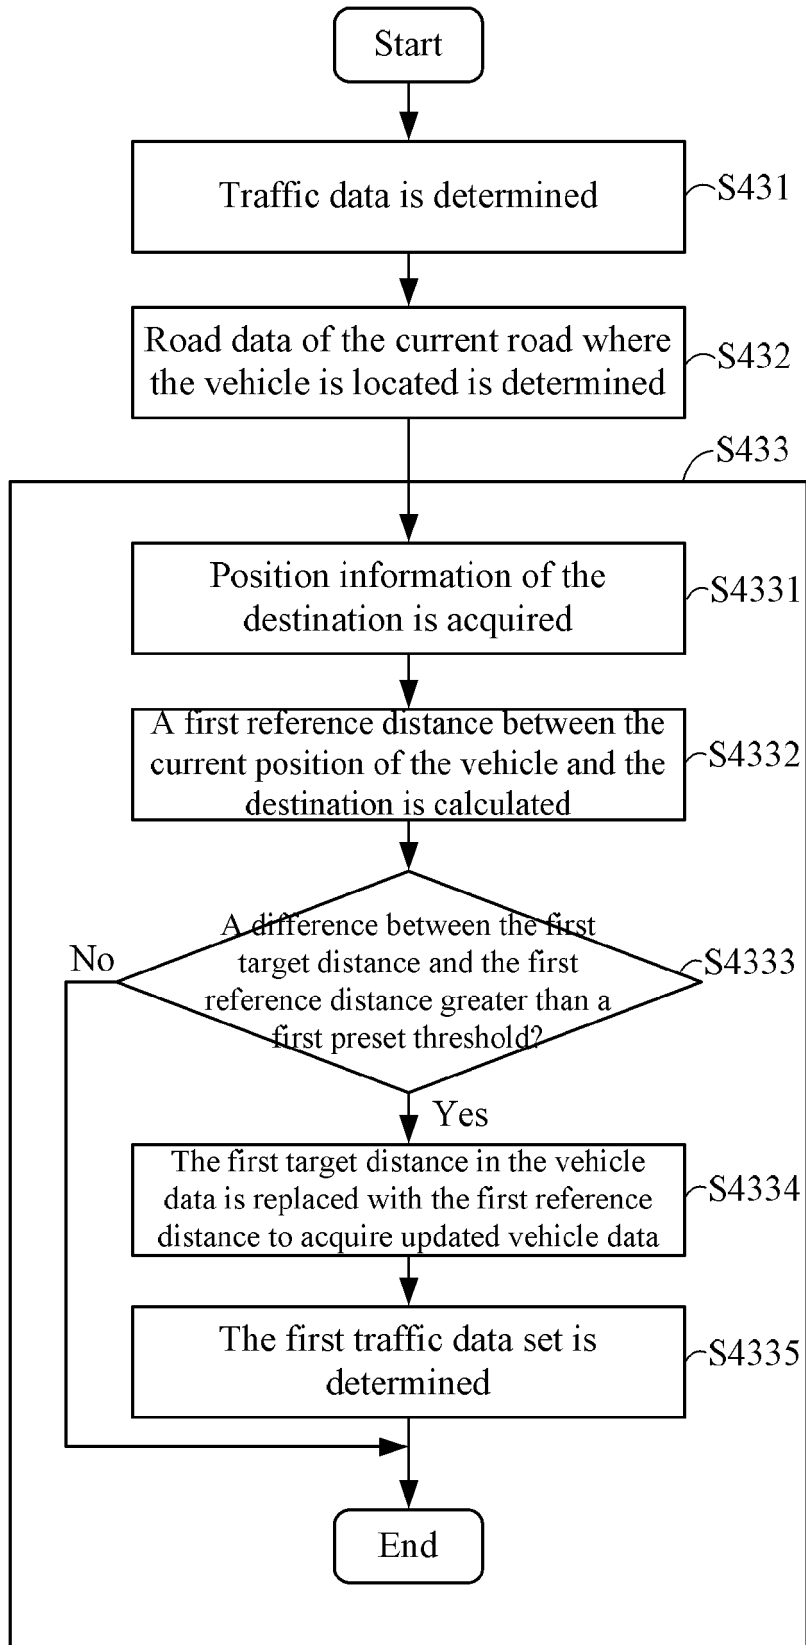 Start
Traffic data is determined
S431
Road data of the current road where
the vehicle is located is determined
S432
S433
Position information of the
destination is acquired
S4331
A first reference distance between the
current position of the vehicle and the
destination is calculated
S4332
A difference between the first
target distance and the first
reference distance greater than a
first preset threshold?
S4333
No
Yes
The first target distance in the vehicle
data is replaced with the first reference
distance to acquire updated vehicle data
S4334
The first traffic data set is
determined
S4335
End